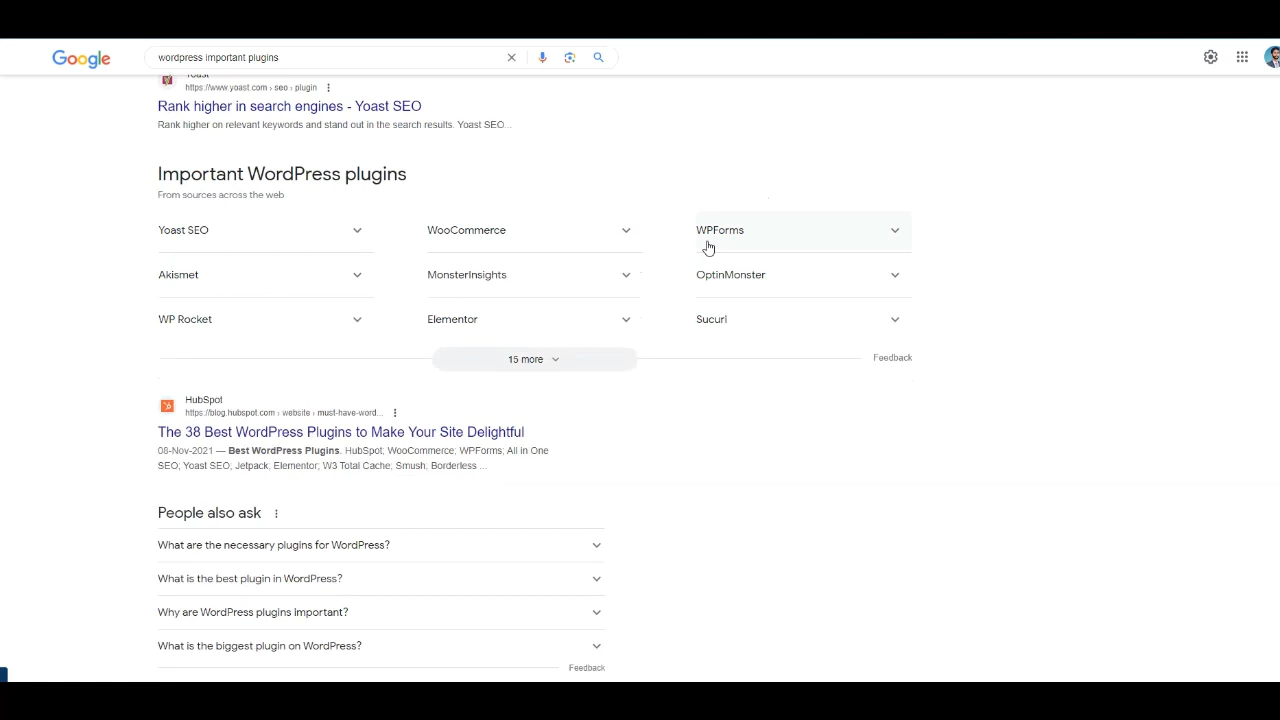 Google
wordpress important plugins
Yoast
https://www.yoast.com › seo › plugin
Rank higher in search engines - Yoast SEO
Rank higher on relevant keywords and stand out in the search results. Yoast SEO...
Important WordPress plugins
From sources across the web
Yoast SEO
WooCommerce
WPForms
Akismet
MonsterInsights
OptinMonster
WP Rocket
Elementor
Sucuri
15 more
Feedback
HubSpot
https://blog.hubspot.com › website › must-have-word...
The 38 Best WordPress Plugins to Make Your Site Delightful
08-Nov-2021 — Best WordPress Plugins. HubSpot; WooCommerce; WPForms; All in One
SEO; Yoast SEO; Jetpack; Elementor; W3 Total Cache; Smush; Borderless ...
People also ask
What are the necessary plugins for WordPress?
What is the best plugin in WordPress?
Why are WordPress plugins important?
What is the biggest plugin on WordPress?
Feedback